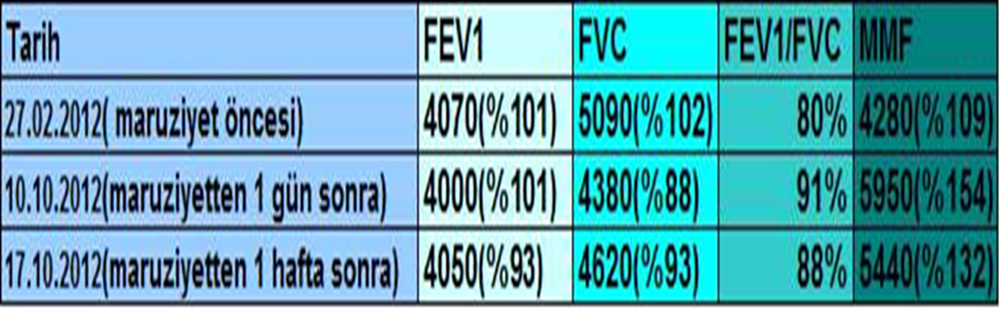 Tarih FEV1 FVC FEV1/FVC MMF
27.02.2012( maruziyet öncesi) 4070(%101) 5090(%102) 80% 4280(%109)
10.10.2012(maruziyetten 1 gün sonra) 4000(%101) 4380(%88) 91% 5950(%154)
17.10.2012(maruziyetten 1 hafta sonra) 4050(%93) 4620(%93) 88% 5440(%132)